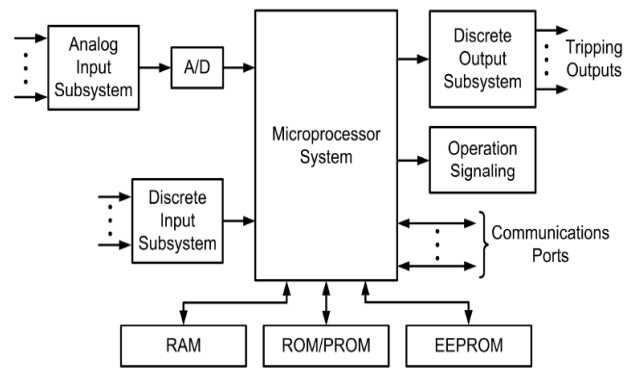 Analog
Input
Subsystem
A/D
Microprocessor
System
Discrete
Output
Subsystem
Tripping
Outputs
Operation
Signaling
Discrete
Input
Subsystem
Communications
Ports
RAM
ROM/PROM
EEPROM